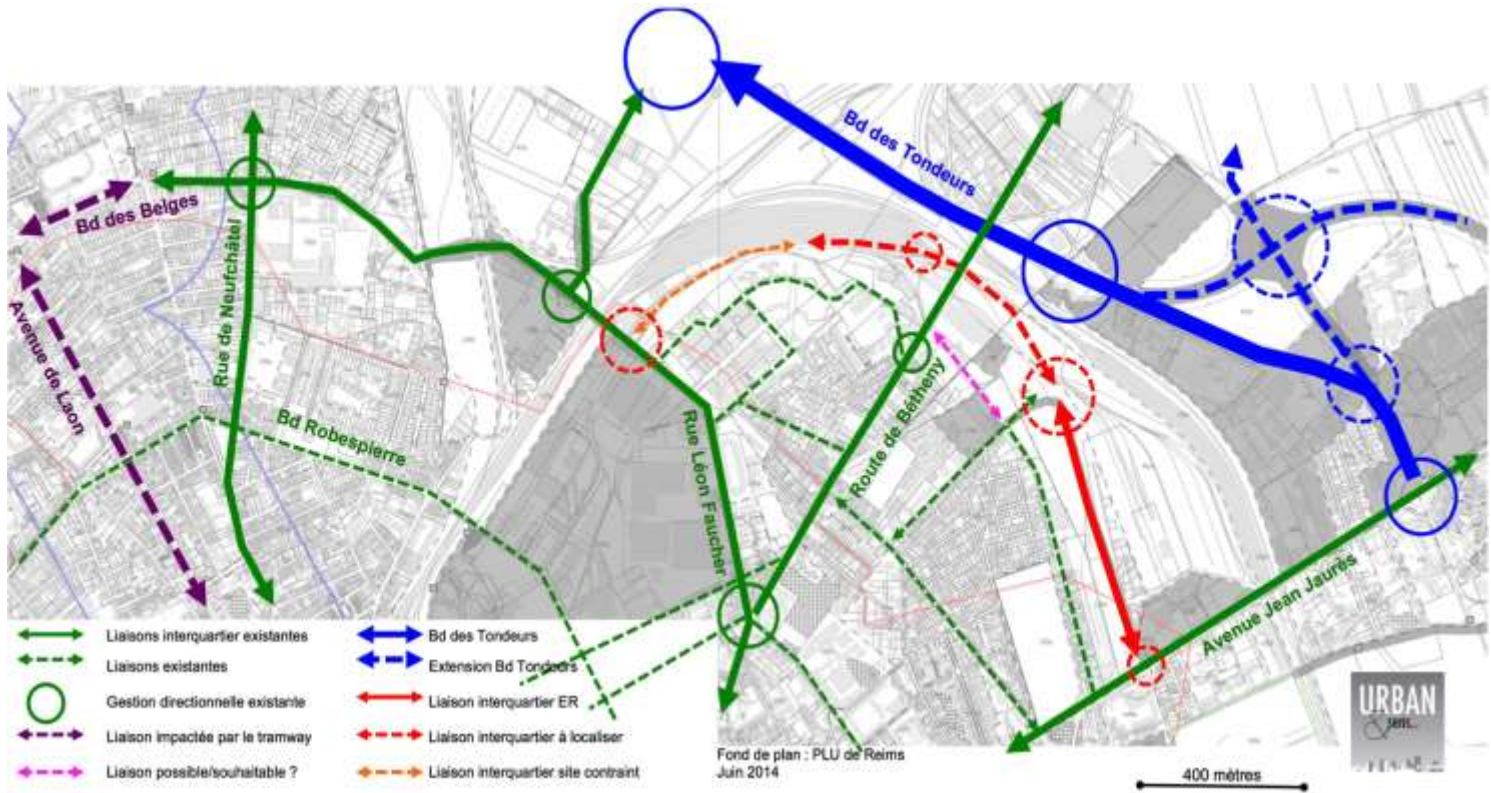 Bd des Tondeurs
Bd des Belges
Rue de Neufchâtel
Avenue de Laon
Bd Robespierre
Rue Léon Faucher
Route de Bétheny
Avenue Jean Jaurès
Liaisons interquartier existantes
Liaisons existantes
Gestion directionnelle existante
Liaison impactée par le tramway
Liaison possible/souhaitable ?
Bd des Tondeurs
Extension Bd Tondeurs
Liaison interquartier ER
Liaison interquartier à localiser
Liaison interquartier site contraint
Fond de plan : PLU de Reims
Juin 2014
400 mètres
URBAN